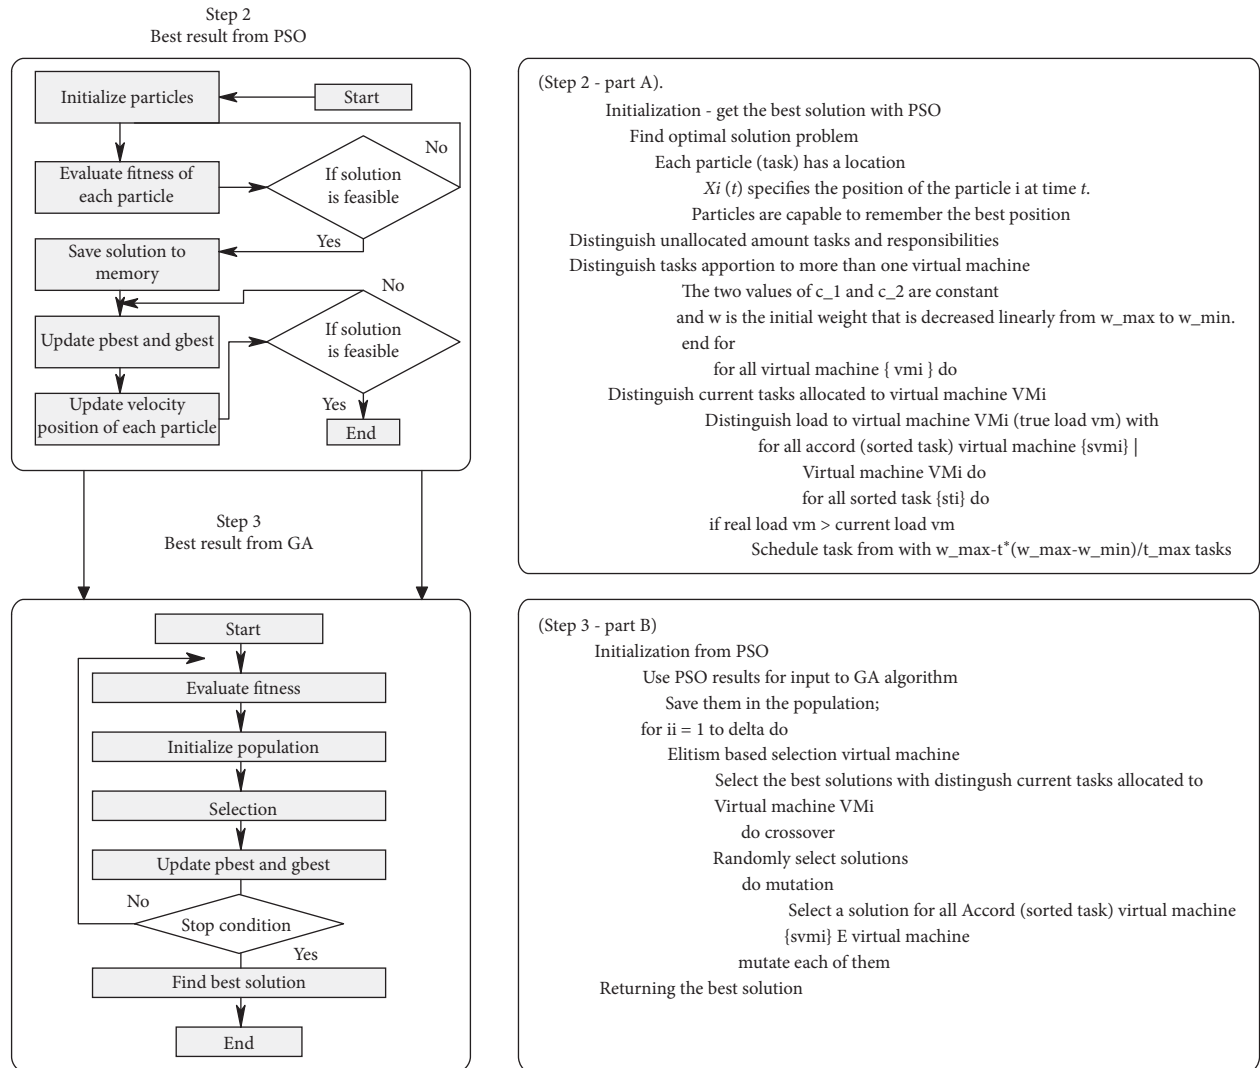 Step 2
Best result from PSO
Initialize particles
Start
No
Evaluate fitness of
each particle
If solution
is feasible
Yes
Save solution to
memory
No
Update pbest and gbest
If solution
is feasible
Update velocity
position of each particle
Yes
End
Step 3
Best result from GA
Start
Evaluate fitness
Initialize population
Selection
Update pbest and gbest
No
Stop condition
Yes
Find best solution
End
(Step 2 - part A).
Initialization - get the best solution with PSO
Find optimal solution problem
Each particle (task) has a location
Xi (t) specifies the position of the particle i at time t.
Particles are capable to remember the best position
Distinguish unallocated amount tasks and responsibilities
Distinguish tasks apportion to more than one virtual machine
The two values of c_1 and c_2 are constant
and w is the initial weight that is decreased linearly from w_max to w_min.
end for
for all virtual machine { vmi } do
Distinguish current tasks allocated to virtual machine VMi
Distinguish load to virtual machine VMi (true load vm) with
for all accord (sorted task) virtual machine {svmi} |
Virtual machine VMi do
for all sorted task {sti} do
if real load vm > current load vm
Schedule task from with w_max-t*(w_max-w_min)/t_max tasks
(Step 3 - part B)
Initialization from PSO
Use PSO results for input to GA algorithm
Save them in the population;
for ii = 1 to delta do
Elitism based selection virtual machine
Select the best solutions with distingush current tasks allocated to
Virtual machine VMi
do crossover
Randomly select solutions
do mutation
Select a solution for all Accord (sorted task) virtual machine
{svmi} E virtual machine
mutate each of them
Returning the best solution